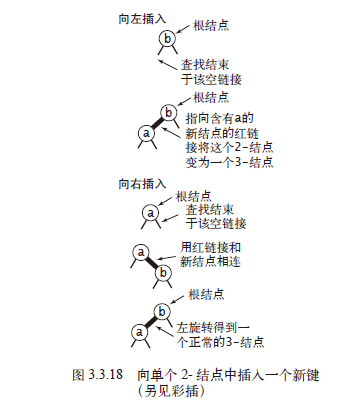 向左插入
根结点
b
查找结束
于该空链接
根结点
b
a
指向含有a的
新结点的红链
接将这个2-结点
变为一个3-结点
向右插入
根结点
a
查找结束
于该空链接
a
用红链接和
新结点相连
b
根结点
b
a
左旋转得到一
个正常的3-结点
图 3.3.18 向单个 2- 结点中插入一个新键
（另见彩插）